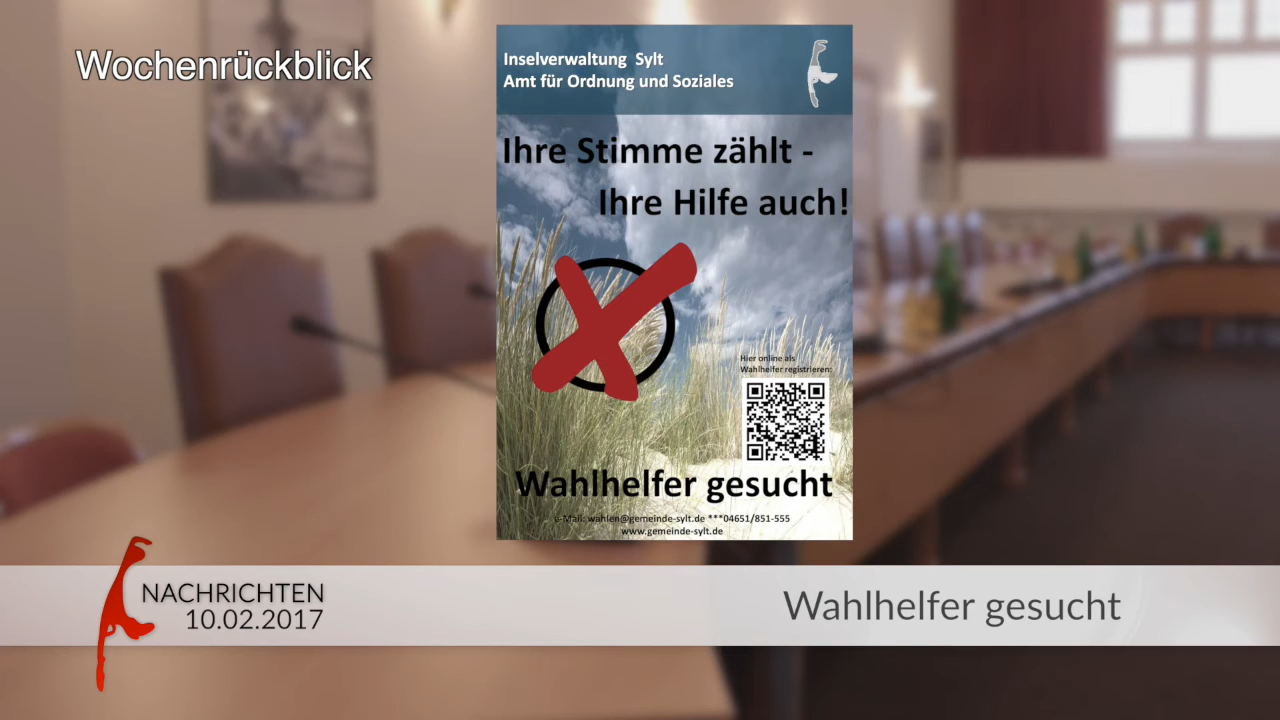 Wochenrückblick
Inselverwaltung Sylt
Amt für Ordnung und Soziales
Ihre Stimme zählt -
Ihre Hilfe auch!
Hier online als
Wahlhelfer registrieren:
Wahlhelfer gesucht
e-Mail: wahlen@gemeinde-sylt.de ***04651/851-555
www.gemeinde-sylt.de
NACHRICHTEN
10.02.2017
Wahlhelfer gesucht